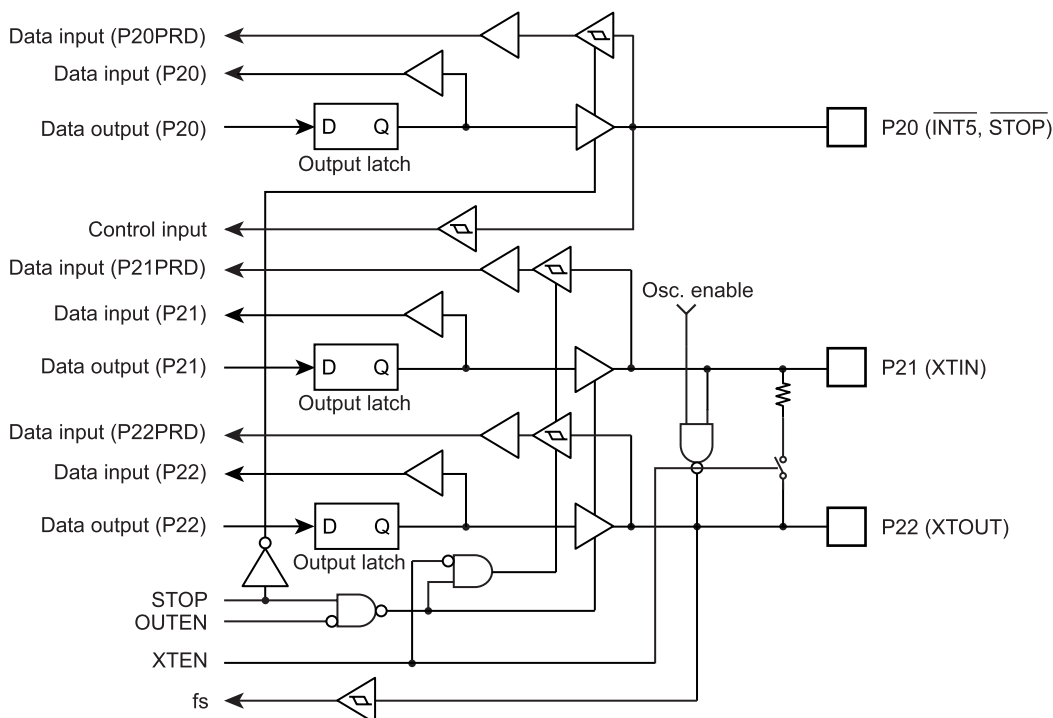 Data input (P20PRD)
Data input (P20)
Data output (P20)
D Q
Output latch
P20 (INT5, STOP)
Control input
Data input (P21PRD)
Osc. enable
Data input (P21)
Data output (P21)
D Q
Output latch
P21 (XTIN)
Data input (P22PRD)
Data input (P22)
Data output (P22)
D Q
Output latch
P22 (XTOUT)
STOP
OUTEN
XTEN
fs